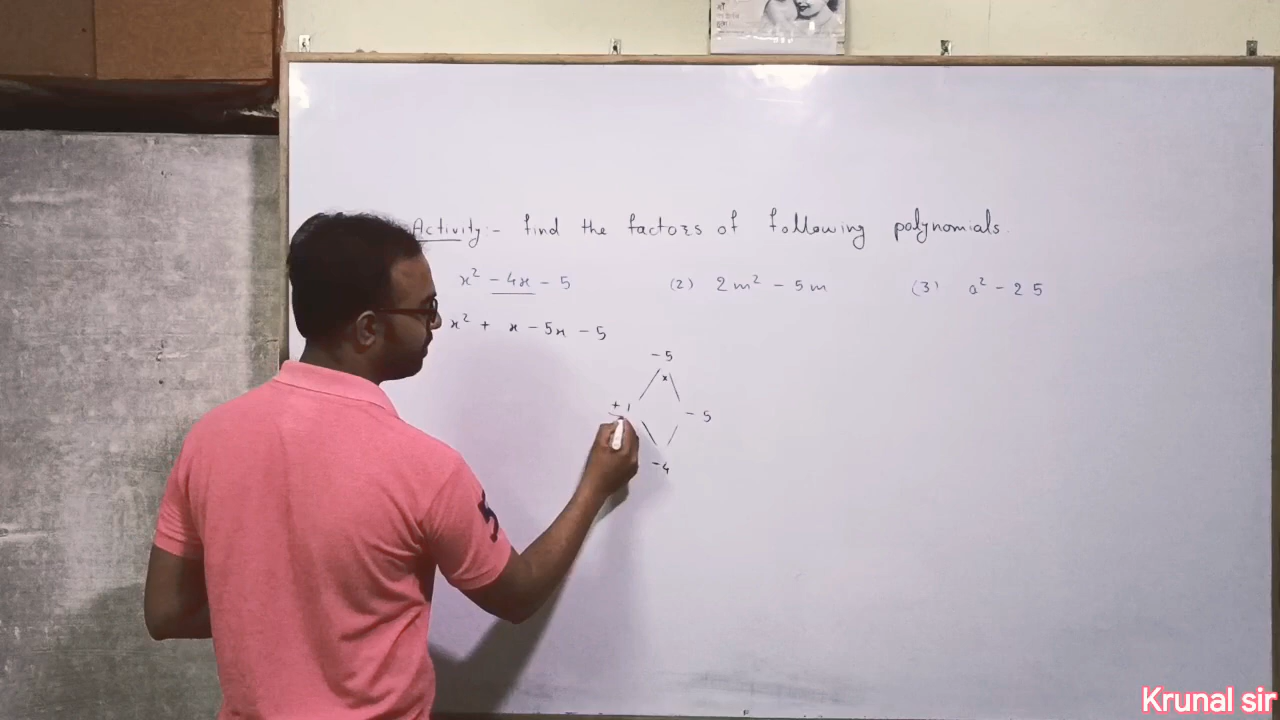 Activity:- find the factors of following polynomials.
x² - 4x - 5 (2) 2m² - 5m (3) a² - 25
x² + x - 5x - 5
-5
x
+1 -5
-4
Krunal sir